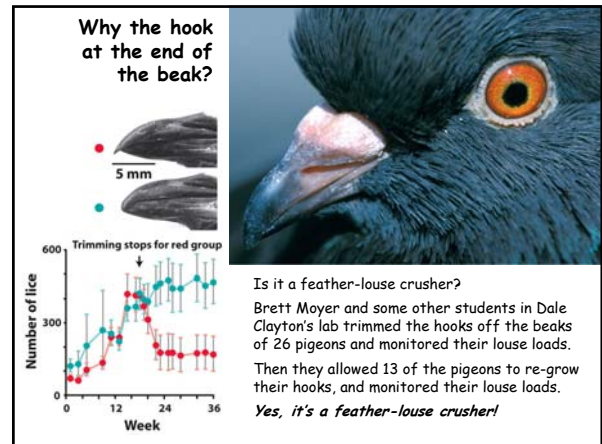 Why the hook
at the end of
the beak?
5 mm
Trimming stops for red group
600
300
0
Number of lice
0
12
24
36
Week
Is it a feather-louse crusher?
Brett Moyer and some other students in Dale
Clayton's lab trimmed the hooks off the beaks
of 26 pigeons and monitored their louse loads.
Then they allowed 13 of the pigeons to re-grow
their hooks, and monitored their louse loads.
Yes, it's a feather-louse crusher!